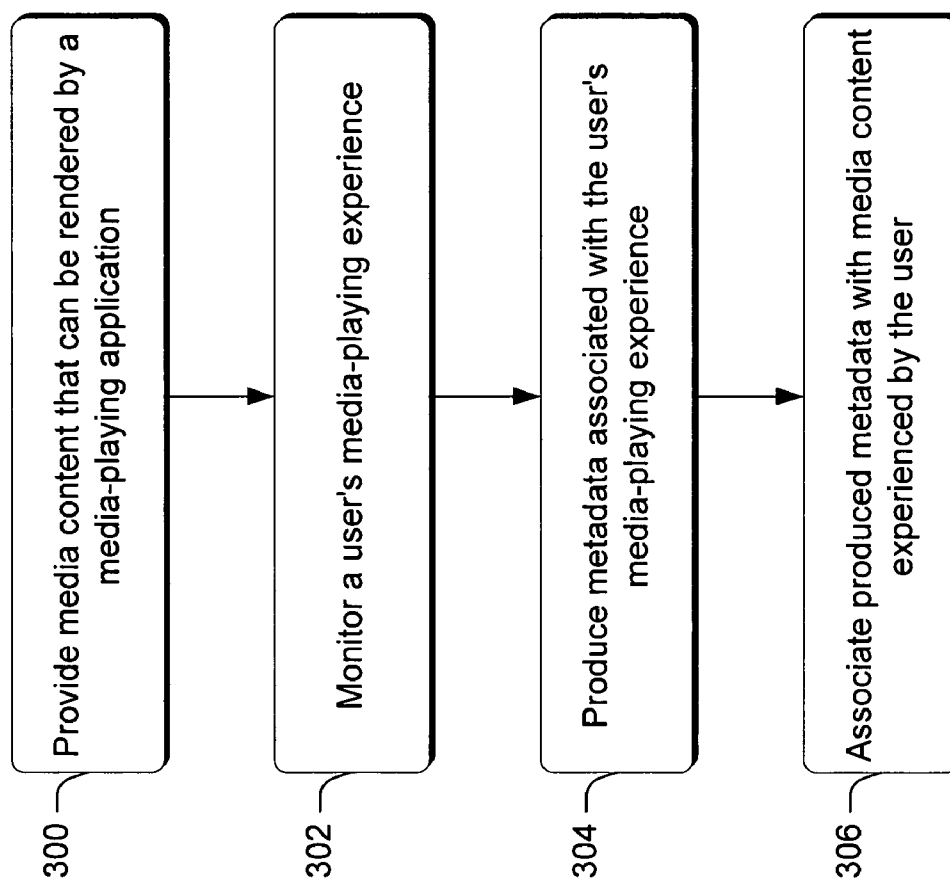 300
Provide media content that can be rendered by a
media-playing application
302
Monitor a user's media-playing experience
304
Produce metadata associated with the user's
media-playing experience
306
Associate produced metadata with media content
experienced by the user